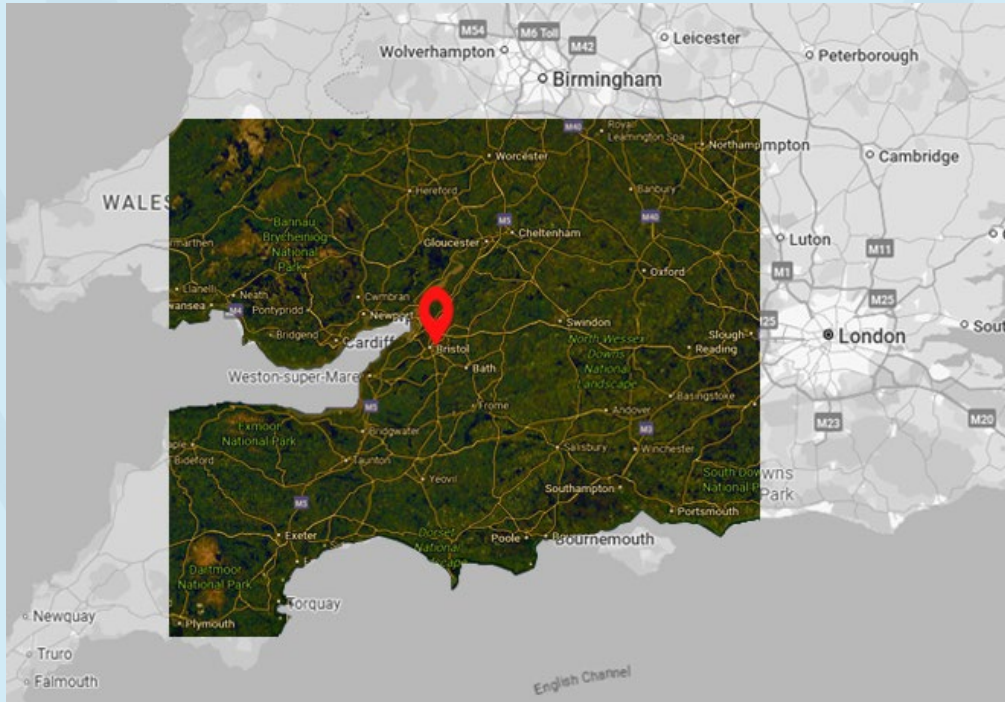 M54
M6 Toll
M42
Leicester
Wolverhampton
Peterborough
Birmingham
M40
Royal
Leamington Spa
Northampton
Worcester
Cambridge
WALES
Hereford
Banbury
M5
M40
Bannau
Brycheiniog
National
Park
Cheltenham
Gloucester
Luton
M11
marthen
Oxford
M1
Llanelli
Neath
Cwmbran
M25
wansea
M4
Pontypridd
Newport
Swindon
Slough
M25
London
Bridgend
Cardiff
Bristol
North Wessex
Downs
National
Landscape
Reading
Weston-super-Mare
Bath
Basingstoke
M5
Frome
Andover
M3
M23
M20
Exmoor
National Park
Bridgwater
Bideford
Taunton
Salisbury
Winchester
Yeovil
South Downs
National Park
Southampton
M5
Portsmouth
Exeter
Dorset
National
Landscape
Poole
Bournemouth
Dartmoor
National Park
Torquay
Newquay
Plymouth
Truro
Falmouth
English Channel